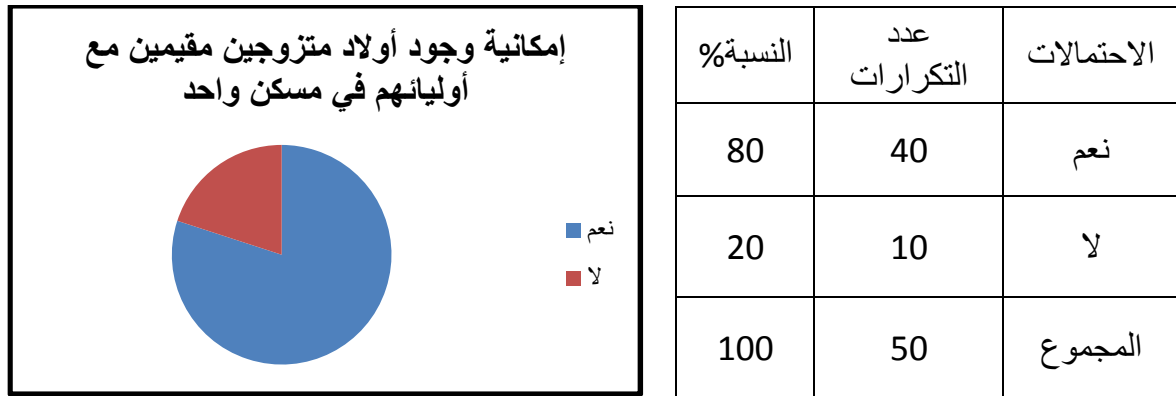 الاحتمالات
عدد
التكرارات
النسبة%
نعم
40
80
لا
10
20
المجموع
50
100
إمكانية وجود أولاد متزوجين مقيمين مع
أوليائهم في مسكن واحد
نعم
لا